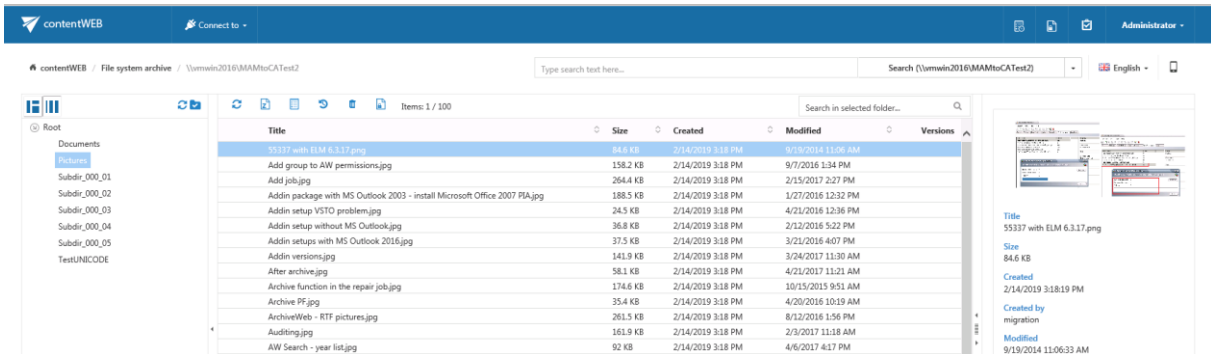 contentWEB Connect to Administrator
contentWEB / File system archive / \\vmwin2016\MAMtoCATest2 Type search text here... Search (\\vmwin2016\MAMtoCATest2) English
Items: 1 / 100 Search in selected folder...
Root
Documents
Pictures
Subdir_000_01
Subdir_000_02
Subdir_000_03
Subdir_000_04
Subdir_000_05
TestUNICODE
Title Size Created Modified Versions
55337 with ELM 6.3.17.png 84.6 KB 2/14/2019 3:18 PM 9/19/2014 11:06 AM
Add group to AW permissions.jpg 158.2 KB 2/14/2019 3:18 PM 9/7/2016 1:34 PM
Add job.jpg 264.4 KB 2/14/2019 3:18 PM 2/15/2017 2:27 PM
Addin package with MS Outlook 2003 - install Microsoft Office 2007 PIA.jpg 188.5 KB 2/14/2019 3:18 PM 1/27/2016 12:32 PM
Addin setup VSTO problem.jpg 24.5 KB 2/14/2019 3:18 PM 4/21/2016 12:36 PM
Addin setup without MS Outlook.jpg 36.8 KB 2/14/2019 3:18 PM 2/12/2016 5:22 PM
Addin setups with MS Outlook 2016.jpg 37.5 KB 2/14/2019 3:18 PM 3/21/2016 4:07 PM
Addin versions.jpg 141.9 KB 2/14/2019 3:18 PM 3/24/2017 11:30 AM
After archive.jpg 58.1 KB 2/14/2019 3:18 PM 4/21/2017 11:21 AM
Archive function in the repair job.jpg 174.6 KB 2/14/2019 3:18 PM 10/15/2015 9:51 AM
Archive PF.jpg 35.4 KB 2/14/2019 3:18 PM 4/20/2016 10:19 AM
ArchiveWeb - RTF pictures.jpg 261.5 KB 2/14/2019 3:18 PM 8/12/2016 1:56 PM
Auditing.jpg 161.9 KB 2/14/2019 3:18 PM 2/3/2017 11:18 AM
AW Search - year list.jpg 92 KB 2/14/2019 3:18 PM 4/6/2017 4:17 PM
Title
55337 with ELM 6.3.17.png
Size
84.6 KB
Created
2/14/2019 3:18:19 PM
Created by
migration
Modified
9/19/2014 11:06:33 AM